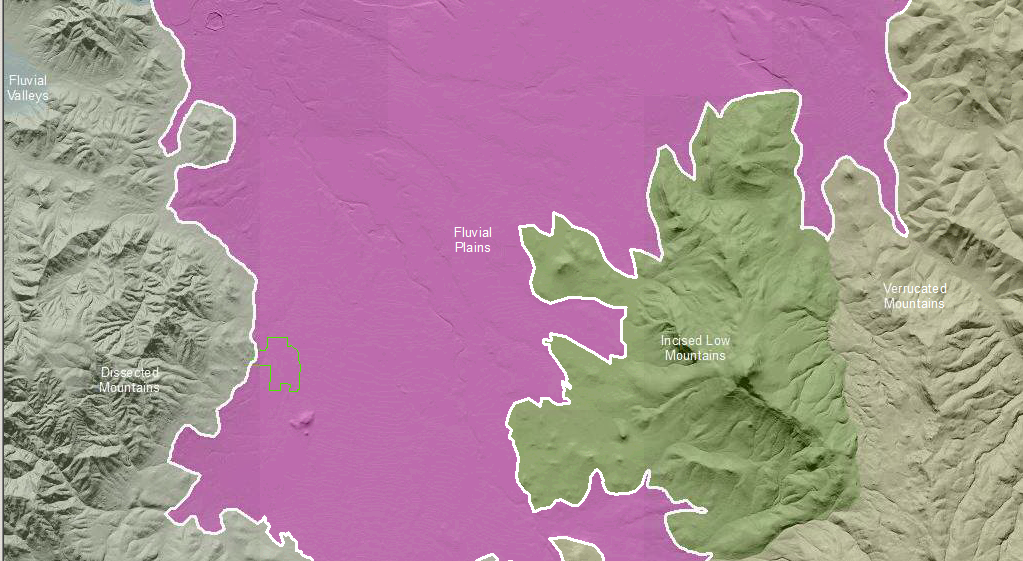 Fluvial
Valleys
Fluvial
Plains
Verrucated
Mountains
Incised Low
Mountains
Dissected
Mountains